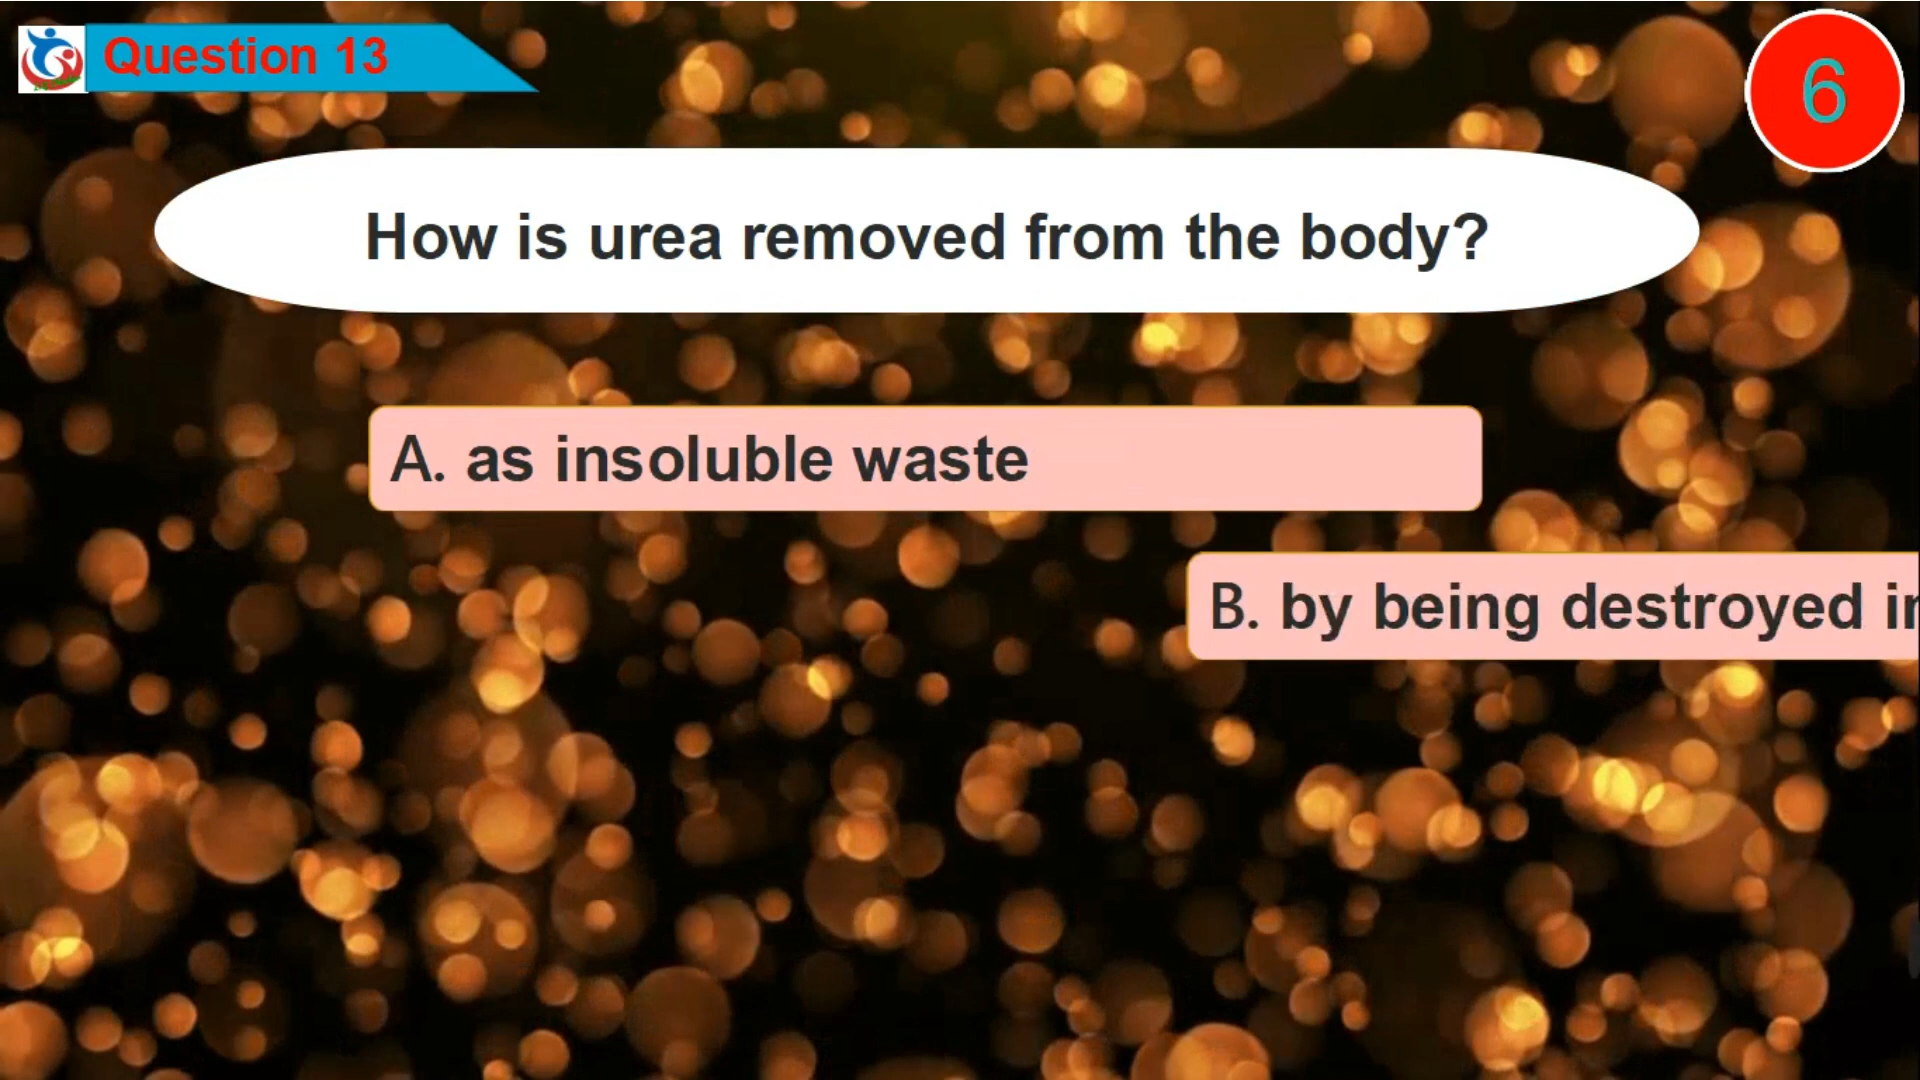 Question 13
6
How is urea removed from the body?
A. as insoluble waste
B. by being destroyed